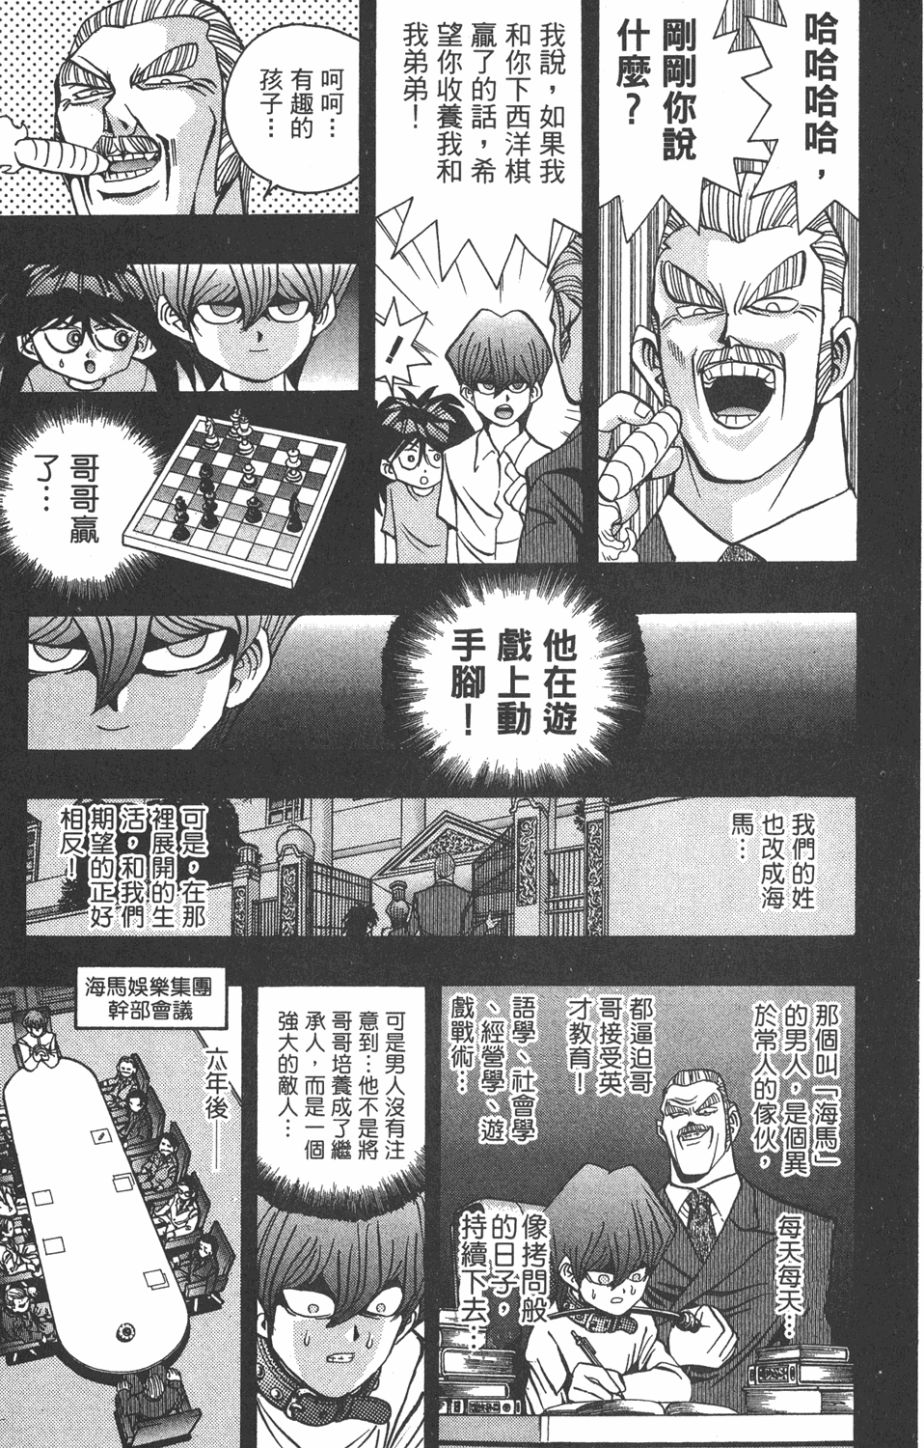 哈哈哈哈，
剛剛你說
什麼？
我說，如果我
和你下西洋棋
贏了的話，希
望你收養我和
我弟弟！
！
呵呵…
有趣的
孩子…
哥哥贏
了…
他在遊
戲上動
手腳！
我們的姓
也改成海
馬…
可是，在那
裡展開的生
活，和我們
期望的正好
相反！
那個叫「海馬」
的男人，是個異
於常人的傢伙，
每天每天…
都逼迫哥
哥接受英
才教育！
語學、社會學
、經營學、遊
戲戰術…
像拷問般
的日子，
持續下去…
可是男人沒有注
意到…他不是將
哥哥培養成了繼
承人，而是一個
強大的敵人…
海馬娛樂集團
幹部會議
六年後——